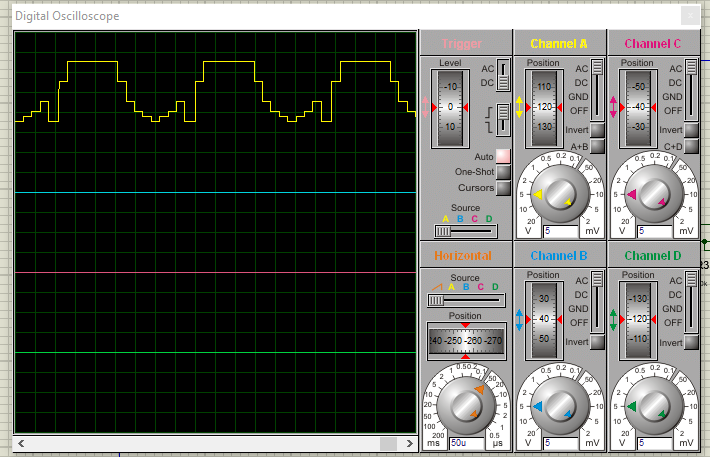 Digital Oscilloscope
Trigger
Level
AC
DC
-10
0
10
Auto
One-Shot
Cursors
Source
A B C D
Channel A
Position
AC
DC
GND
OFF
110
120
130
Invert
A+B
0.5 0.2 0.1
1 50
2 20
5 10
10 5
20 2
V 5 mV
Channel C
Position
AC
DC
GND
OFF
-50
-40
-30
Invert
C+D
0.5 0.2 0.1
1 50
2 20
5 10
10 5
20 2
V 5 mV
Horizontal
Source
A B C D
Position
240 -250 -260 -270
0.5 0.2 0.1
1 50
2 20
5 10
10 5
20 2
50 1
100 0.5
200
ms 50u µs
Channel B
Position
AC
DC
GND
OFF
30
40
50
Invert
0.5 0.2 0.1
1 50
2 20
5 10
10 5
20 2
V 5 mV
Channel D
Position
AC
DC
GND
OFF
-130
-120
-110
Invert
0.5 0.2 0.1
1 50
2 20
5 10
10 5
20 2
V 5 mV